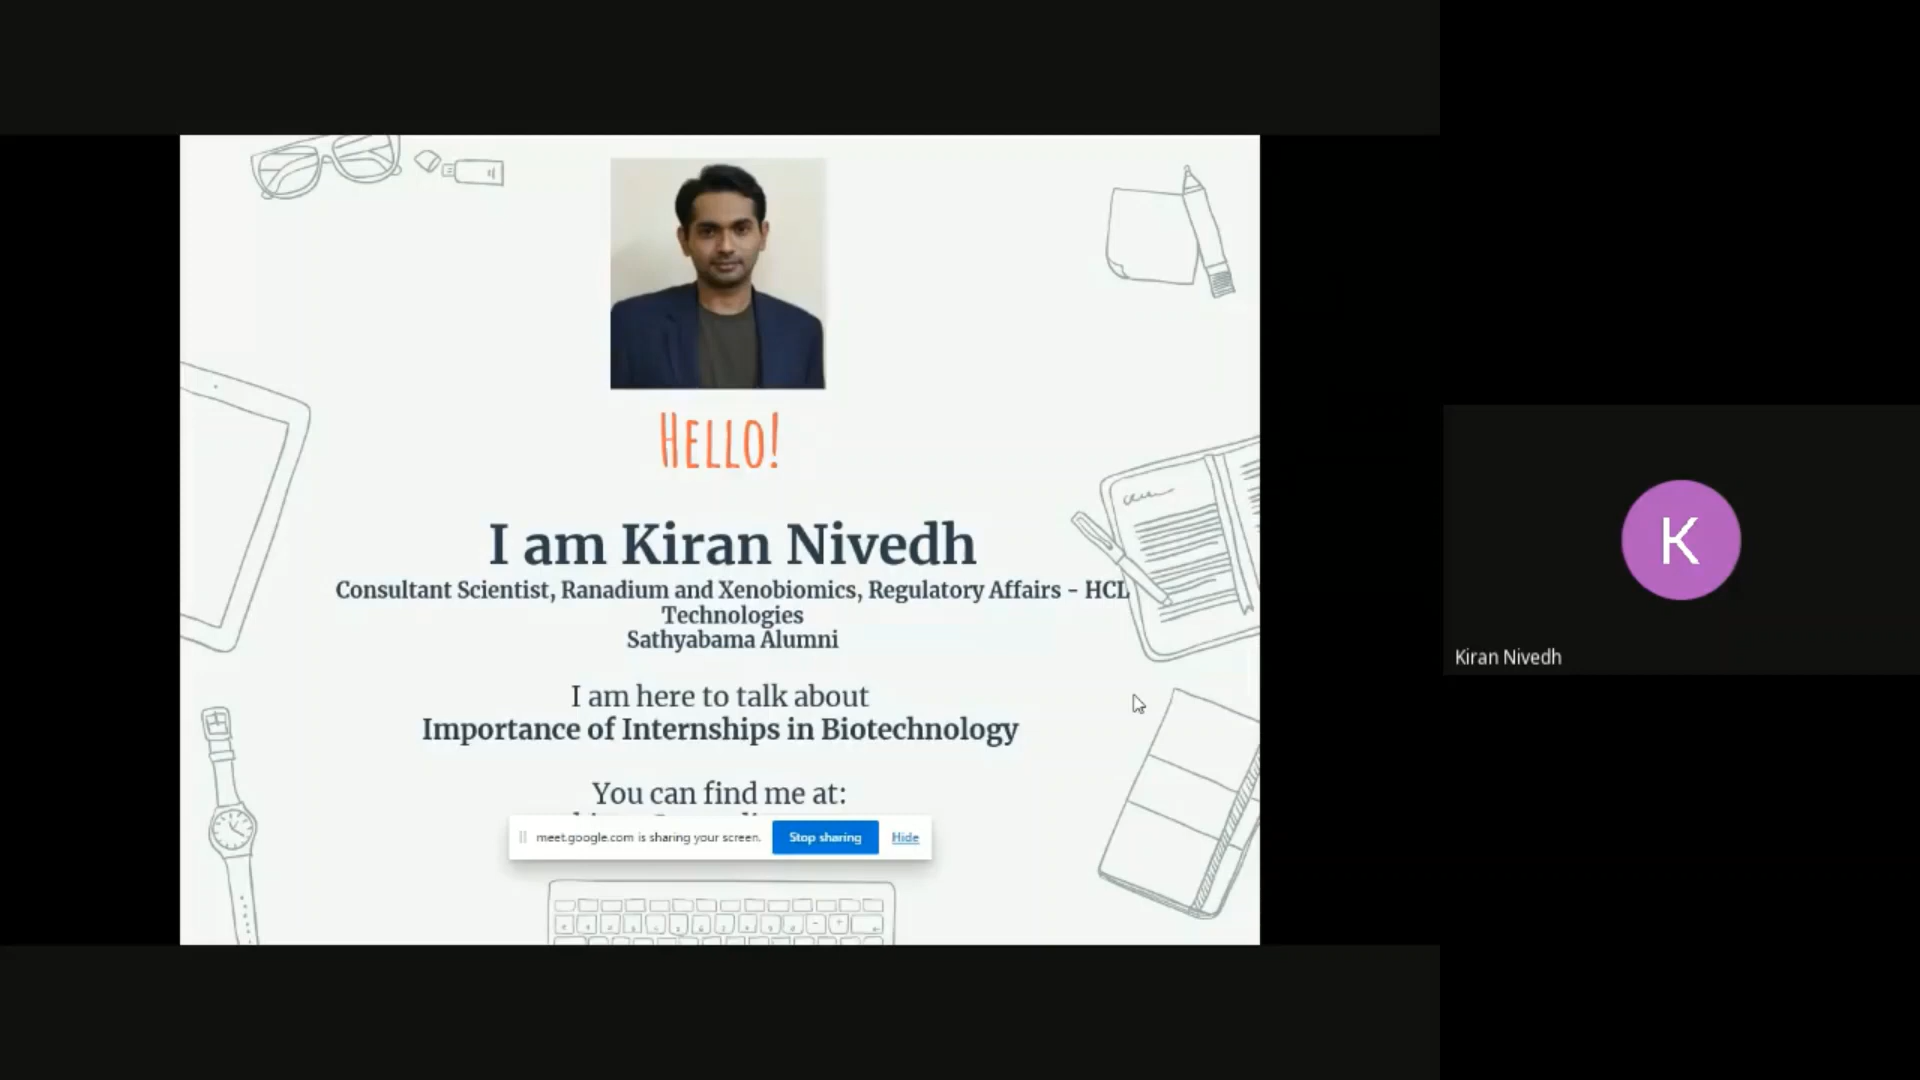 Hello!
I am Kiran Nivedh
Consultant Scientist, Ranadium and Xenobiomics, Regulatory Affairs - HCL
Technologies
Sathyabama Alumni
I am here to talk about
Importance of Internships in Biotechnology
You can find me at:
meet.google.com is sharing your screen.
Stop sharing
Hide
K
Kiran Nivedh